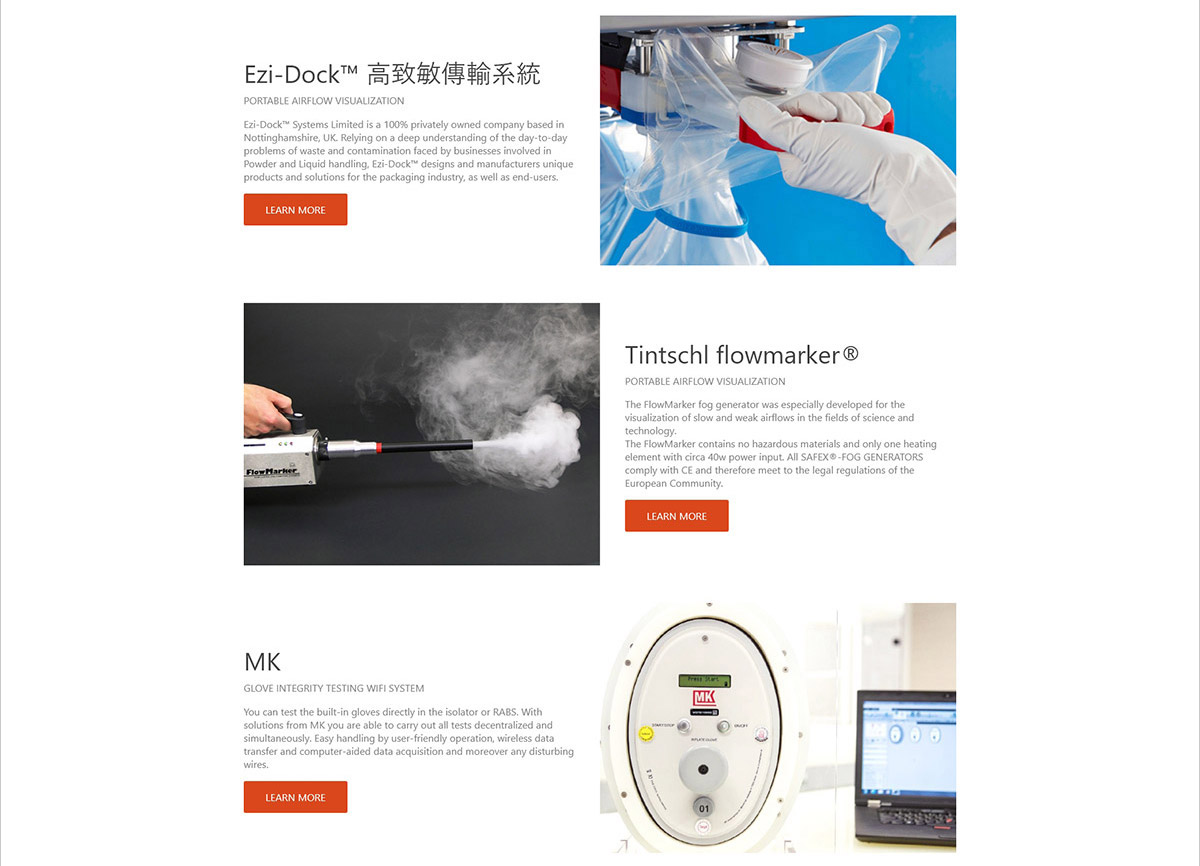 Ezi-Dock™ 高致敏傳輸系統
PORTABLE AIRFLOW VISUALIZATION
Ezi-Dock™ Systems Limited is a 100% privately owned company based in
Nottinghamshire, UK. Relying on a deep understanding of the day-to-day
problems of waste and contamination faced by businesses involved in
Powder and Liquid handling, Ezi-Dock™ designs and manufacturers unique
products and solutions for the packaging industry, as well as end-users.
LEARN MORE
FlowMarker
Tintschl flowmarker®
PORTABLE AIRFLOW VISUALIZATION
The FlowMarker fog generator was especially developed for the
visualization of slow and weak airflows in the fields of science and
technology.
The FlowMarker contains no hazardous materials and only one heating
element with circa 40w power input. All SAFEX®-FOG GENERATORS
comply with CE and therefore meet to the legal regulations of the
European Community.
LEARN MORE
MK
GLOVE INTEGRITY TESTING WIFI SYSTEM
You can test the built-in gloves directly in the isolator or RABS. With
solutions from MK you are able to carry out all tests decentralized and
simultaneously. Easy handling by user-friendly operation, wireless data
transfer and computer-aided data acquisition and moreover any disturbing
wires.
LEARN MORE
Press Start
MK
START/STOP
ON/OFF
INFLATE GLOVE
01